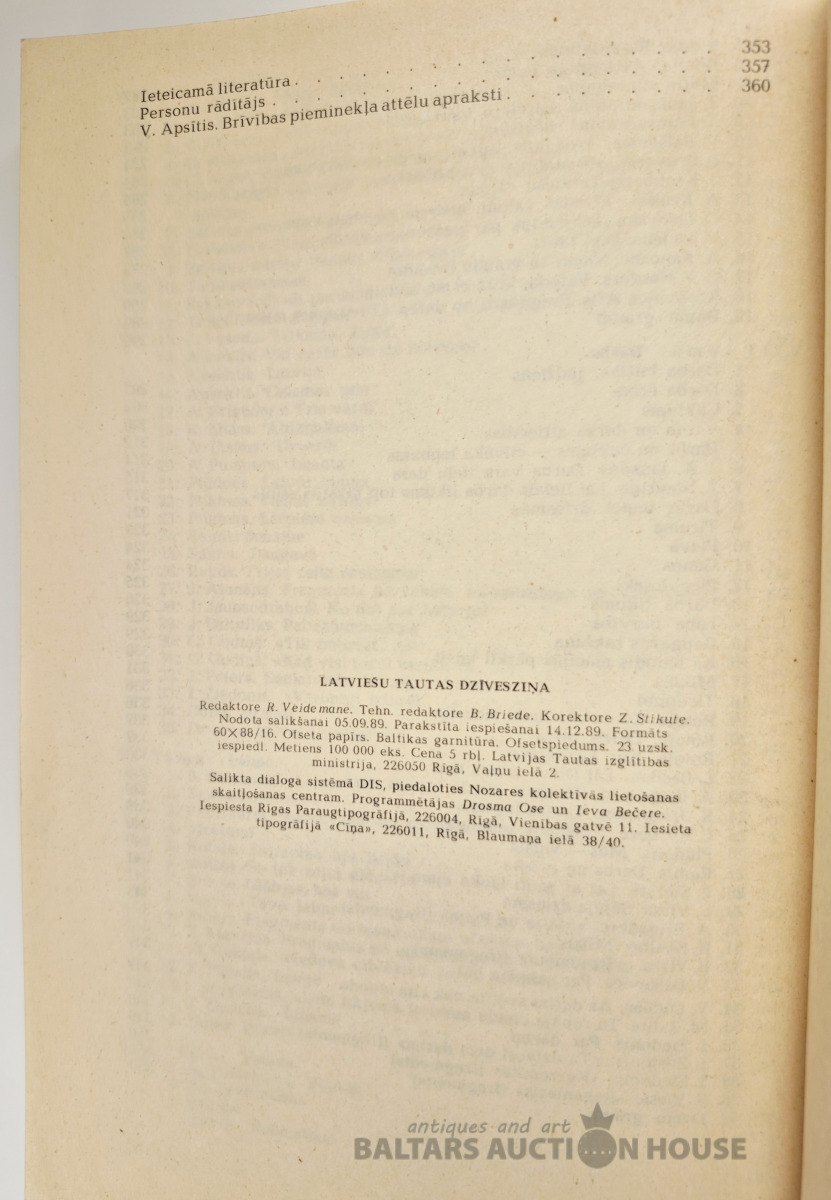 Ieteicamā literatūra . . . . . . . . . . . . . . . . . 353
Personu rādītājs . . . . . . . . . . . . . . . . . . 357
V. Apsītis. Brīvības pieminekļa attēlu apraksti . . . . . . . . . 360
LATVIEŠU TAUTAS DZĪVESZIŅA
Redaktore R. Veidemane. Tehn. redaktore B. Briede. Korektore Z. Stikute.
Nodota salikšanai 05.09.89. Parakstīta iespiešanai 14.12.89. Formāts
60×88/16. Ofseta papīrs. Baltikas garnitūra. Ofsetspiedums. 23 uzsk.
iespiedl. Metiens 100 000 eks. Cena 5 rbļ. Latvijas Tautas izglītības
ministrija, 226050 Rīgā, Vaļņu ielā 2.
Salikta dialoga sistēmā DIS, piedaloties Nozares kolektīvās lietošanas
skaitļošanas centram. Programmētājas Drosma Ose un Ieva Bečere.
Iespiesta Rīgas Paraugtipogrāfijā, 226004, Rīgā, Vienības gatvē 11. Iesieta
tipogrāfijā «Cīņa», 226011, Rīgā, Blaumaņa ielā 38/40.
antiques and art
BALTARS AUCTION HOUSE